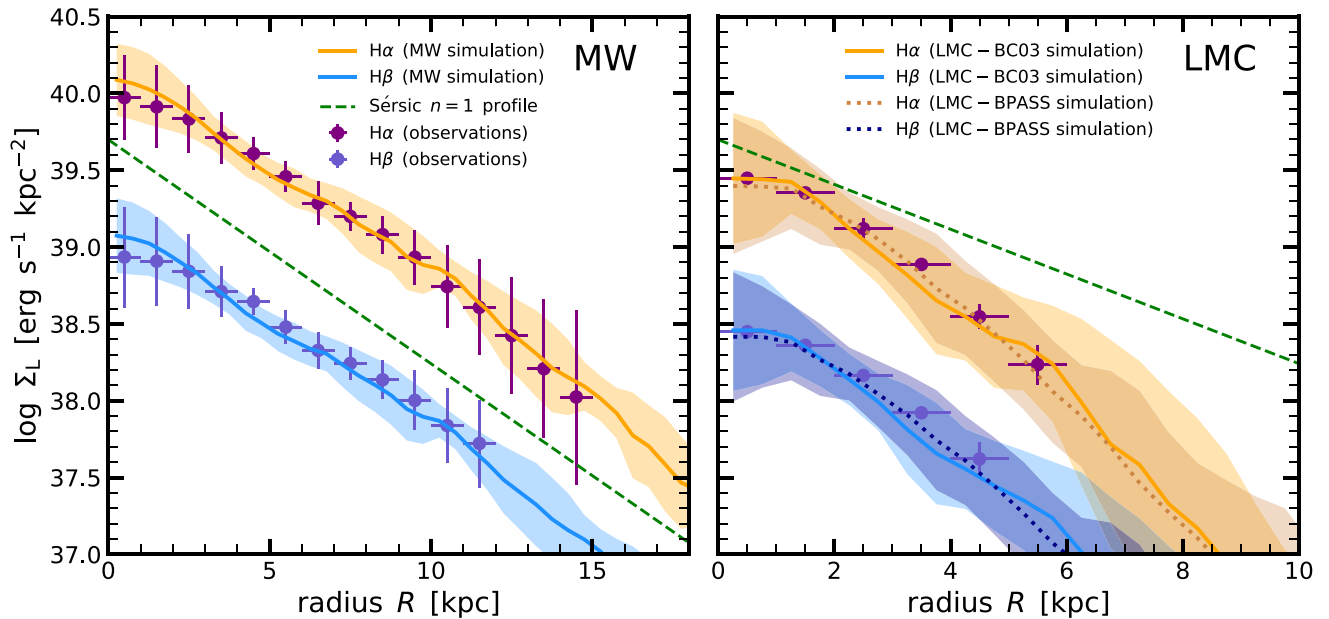 40.5
40.0
39.5
39.0
38.5
38.0
37.5
37.0
log Σ_L [erg s⁻¹ kpc⁻²]
Hα (MW simulation)
Hβ (MW simulation)
Sérsic n = 1 profile
Hα (observations)
Hβ (observations)
MW
0 5 10 15
radius R [kpc]
Hα (LMC − BC03 simulation)
Hβ (LMC − BC03 simulation)
Hα (LMC − BPASS simulation)
Hβ (LMC − BPASS simulation)
LMC
0 2 4 6 8 10
radius R [kpc]